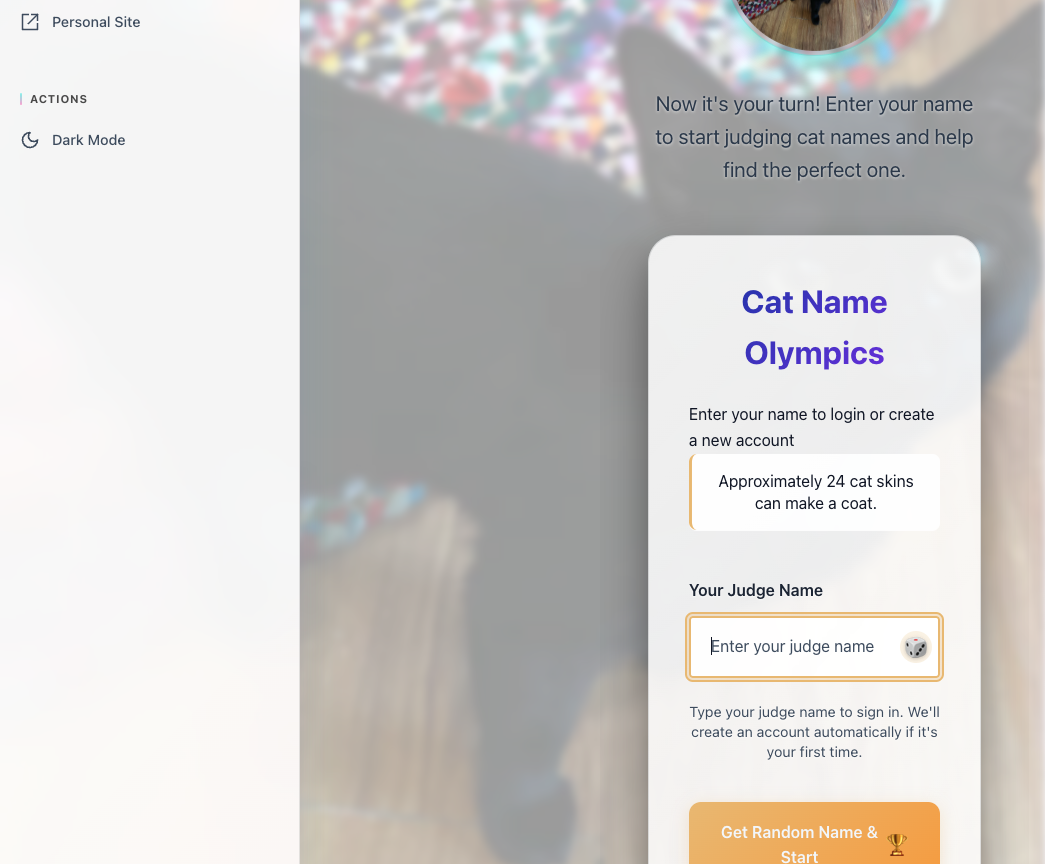 Personal Site
ACTIONS
Dark Mode
Now it's your turn! Enter your name
to start judging cat names and help
find the perfect one.
Cat Name
Olympics
Enter your name to login or create
a new account
Approximately 24 cat skins
can make a coat.
Your Judge Name
Enter your judge name
Type your judge name to sign in. We'll
create an account automatically if it's
your first time.
Get Random Name &
Start